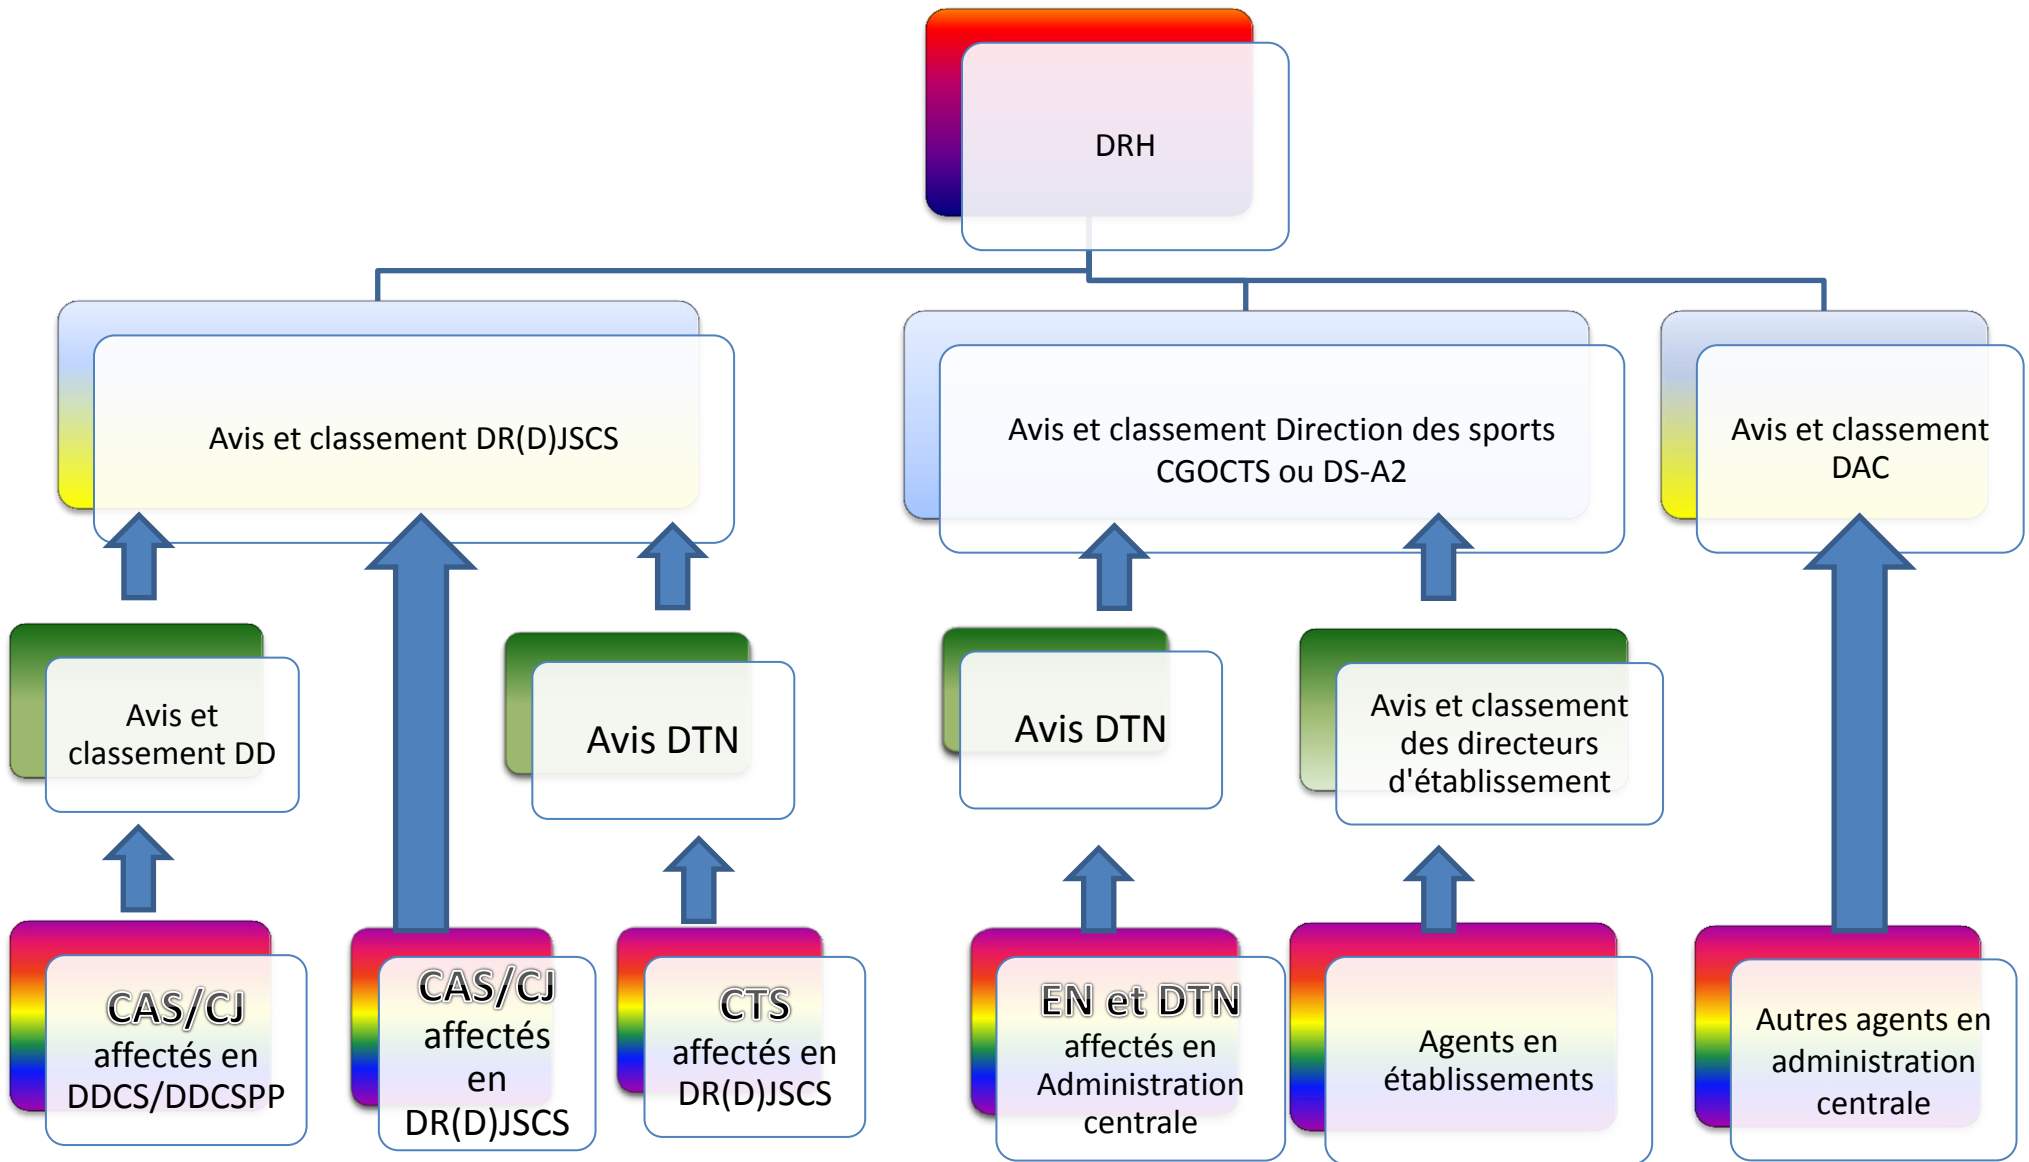 DRH
Avis et classement DR(D)JSCS
Avis et classement Direction des sports
CGOCTS ou DS-A2
Avis et classement
DAC
Avis et
classement DD
Avis DTN
Avis DTN
Avis et classement
des directeurs
d'établissement
CAS/CJ
affectés en
DDCS/DDCSPP
CAS/CJ
affectés
en
DR(D)JSCS
CTS
affectés en
DR(D)JSCS
EN et DTN
affectés en
Administration
centrale
Agents en
établissements
Autres agents en
administration
centrale